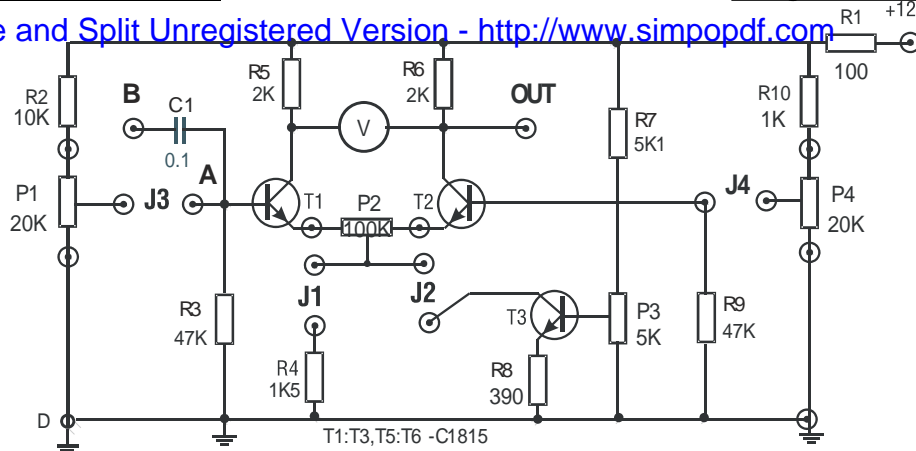 e and Split Unregistered Version - http://www.simpopdf.com
R1
+12
100
R2
10K
B
C1
0.1
R5
2K
R6
2K
OUT
R7
5K1
R10
1K
V
P1
20K
J3
A
T1
P2
100K
T2
J4
P4
20K
J1
J2
R3
47K
T3
P3
5K
R9
47K
R4
1K5
R8
390
D
T1:T3,T5:T6 -C1815